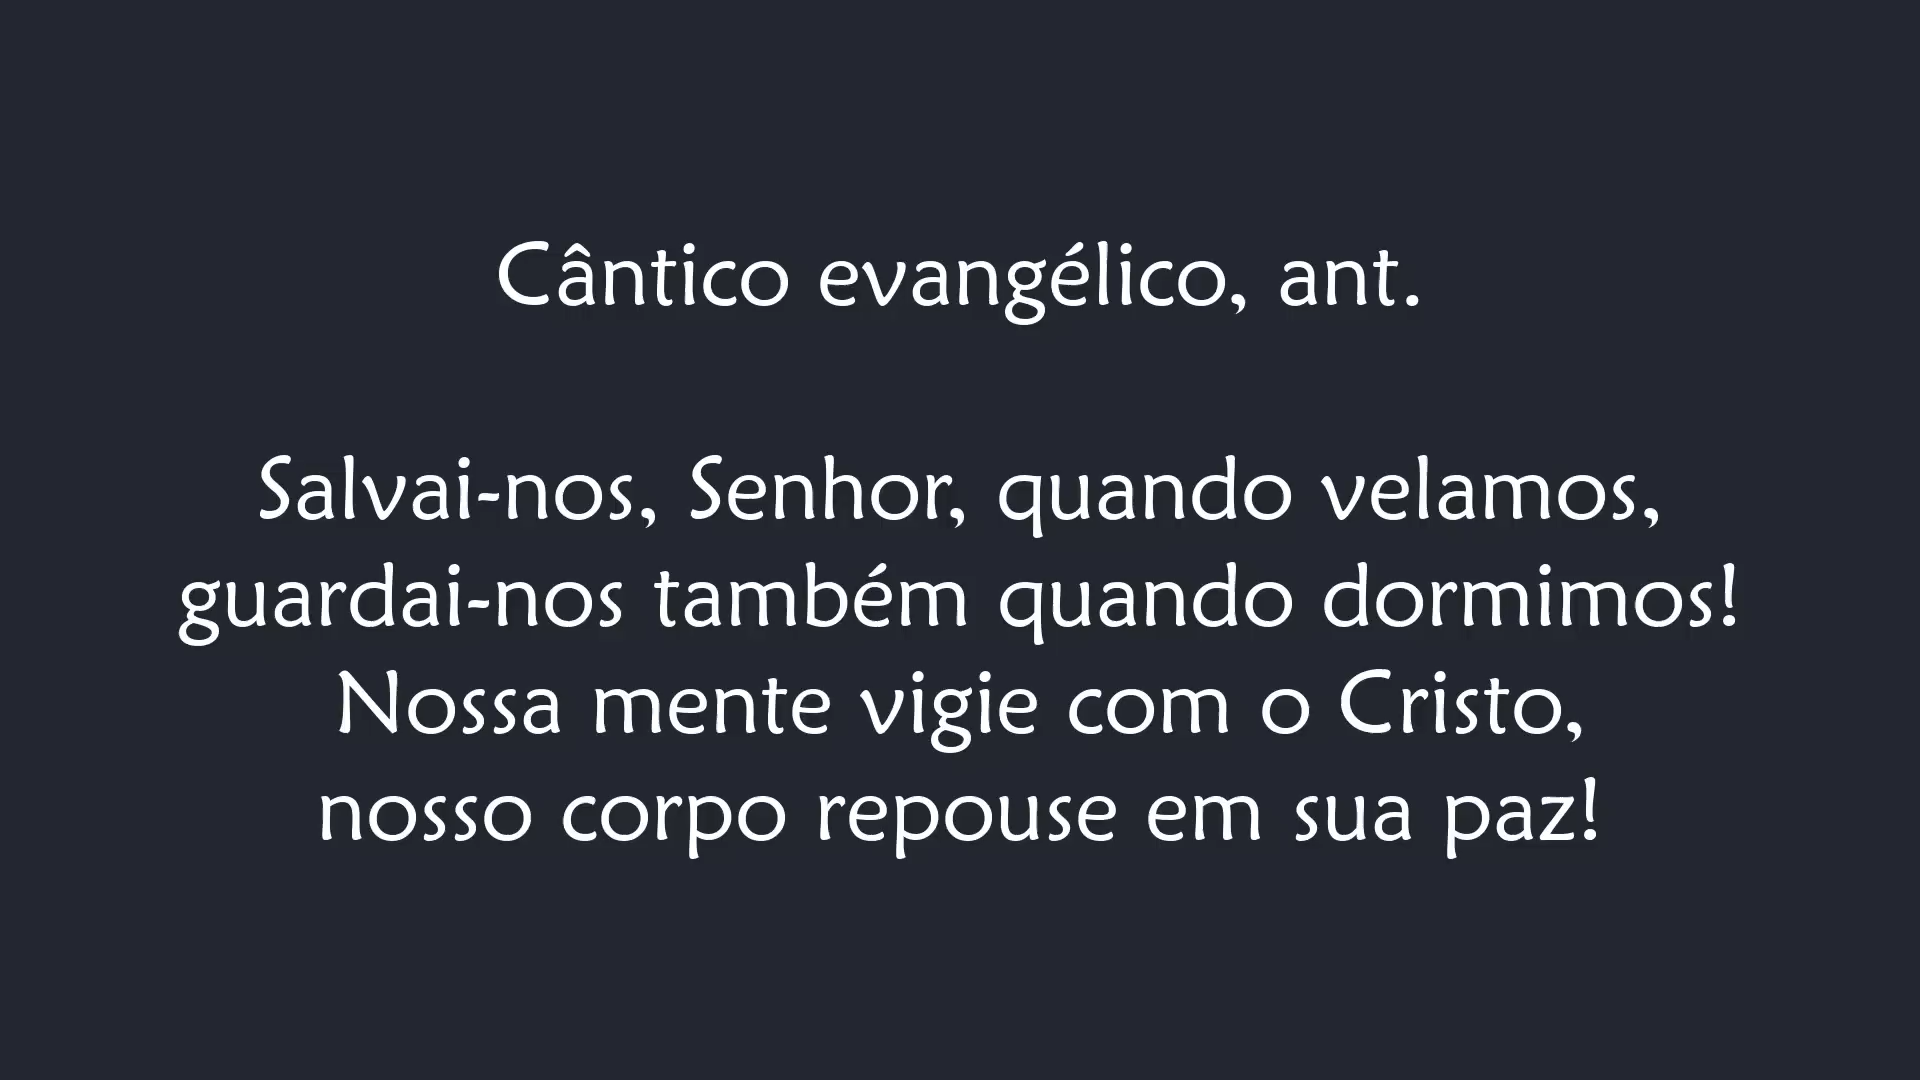 Cântico evangélico, ant.
Salvai-nos, Senhor, quando velamos,
guardai-nos também quando dormimos!
Nossa mente vigie com o Cristo,
nosso corpo repouse em sua paz!